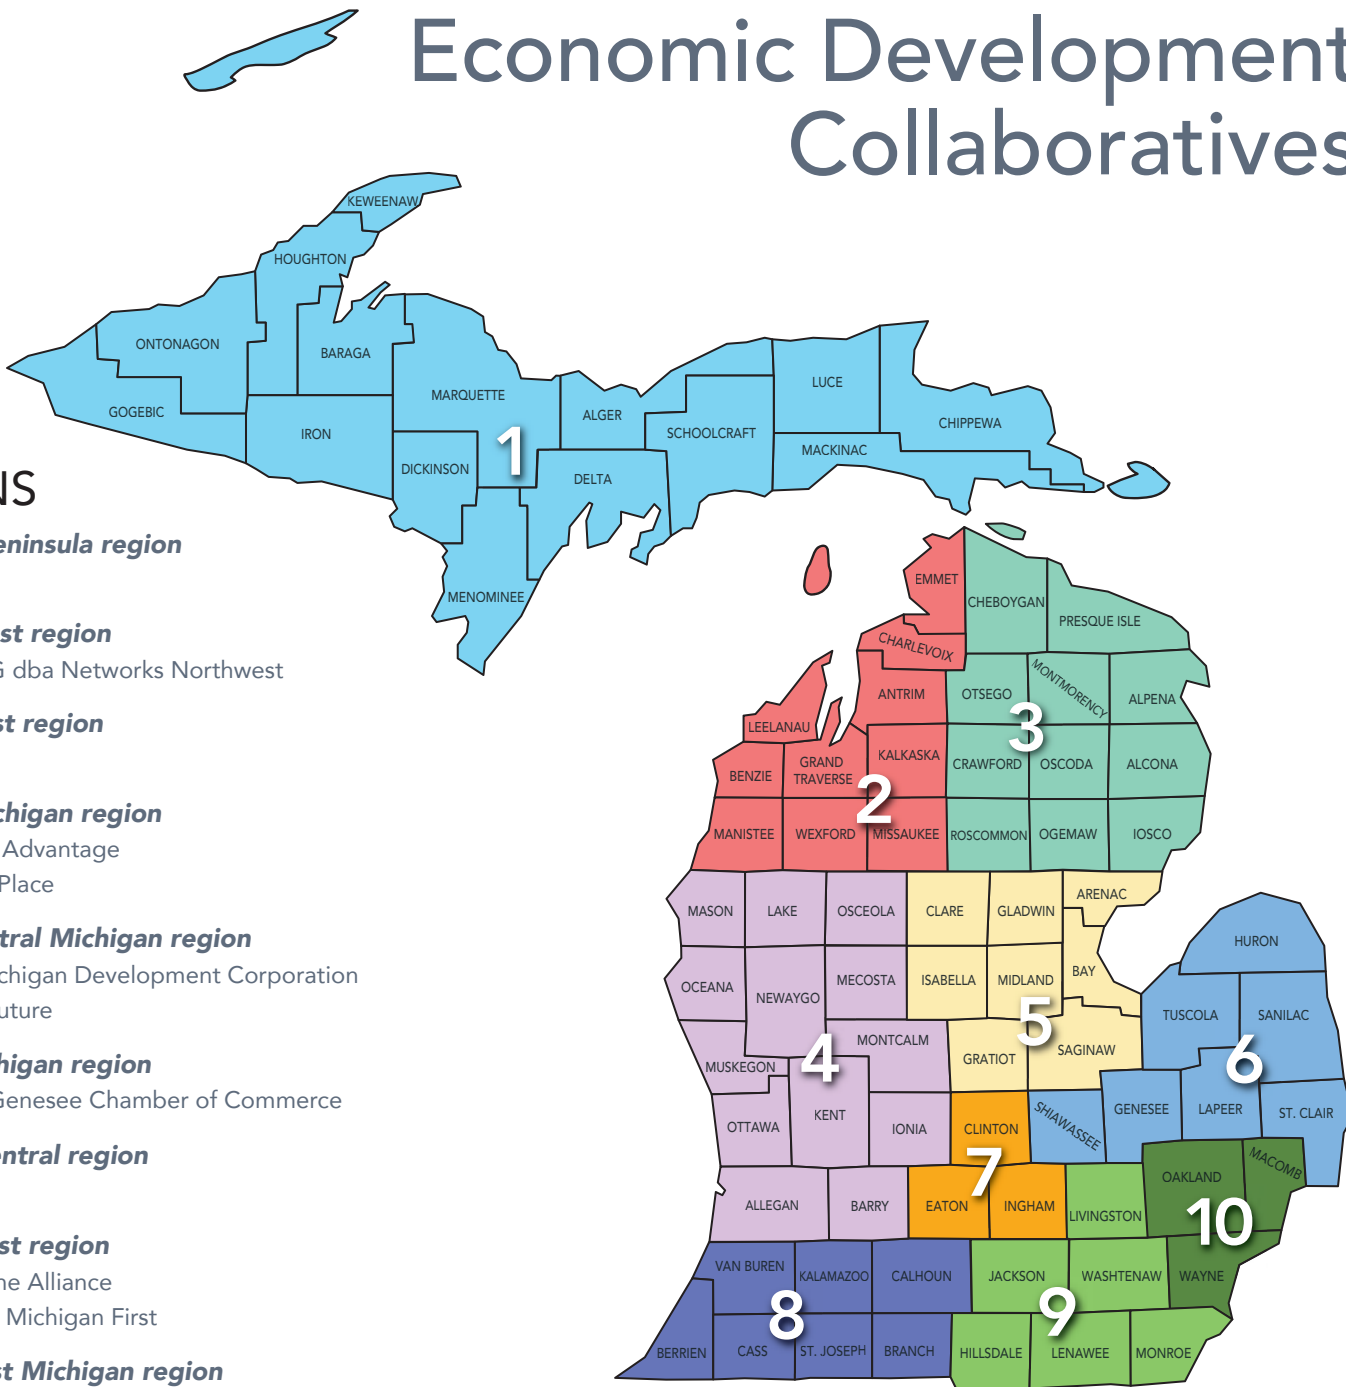 Economic Development
Collaboratives
NS
eninsula region
st region
G dba Networks Northwest
st region
chigan region
Advantage
Place
tral Michigan region
chigan Development Corporation
uture
higan region
Genesee Chamber of Commerce
entral region
st region
ne Alliance
Michigan First
st Michigan region
KEWEENAW
HOUGHTON
ONTONAGON
BARAGA
GOGEBIC
IRON
MARQUETTE
DICKINSON
1
ALGER
SCHOOLCRAFT
DELTA
MENOMINEE
LUCE
CHIPPEWA
MACKINAC
EMMET
CHEBOYGAN
PRESQUE ISLE
CHARLEVOIX
ANTRIM
OTSEGO
MONTMORENCY
ALPENA
3
LEELANAU
BENZIE
GRAND
TRAVERSE
KALKASKA
CRAWFORD
OSCODA
ALCONA
2
MANISTEE
WEXFORD
MISSAUKEE
ROSCOMMON
OGEMAW
IOSCO
MASON
LAKE
OSCEOLA
CLARE
GLADWIN
ARENAC
OCEANA
NEWAYGO
MECOSTA
ISABELLA
MIDLAND
BAY
HURON
5
TUSCOLA
SANILAC
MUSKEGON
4
MONTCALM
GRATIOT
SAGINAW
6
OTTAWA
KENT
IONIA
CLINTON
SHIAWASSEE
GENESEE
LAPEER
ST. CLAIR
7
ALLEGAN
BARRY
EATON
INGHAM
LIVINGSTON
OAKLAND
MACOMB
10
VAN BUREN
KALAMAZOO
CALHOUN
JACKSON
WASHTENAW
WAYNE
8
9
BERRIEN
CASS
ST. JOSEPH
BRANCH
HILLSDALE
LENAWEE
MONROE